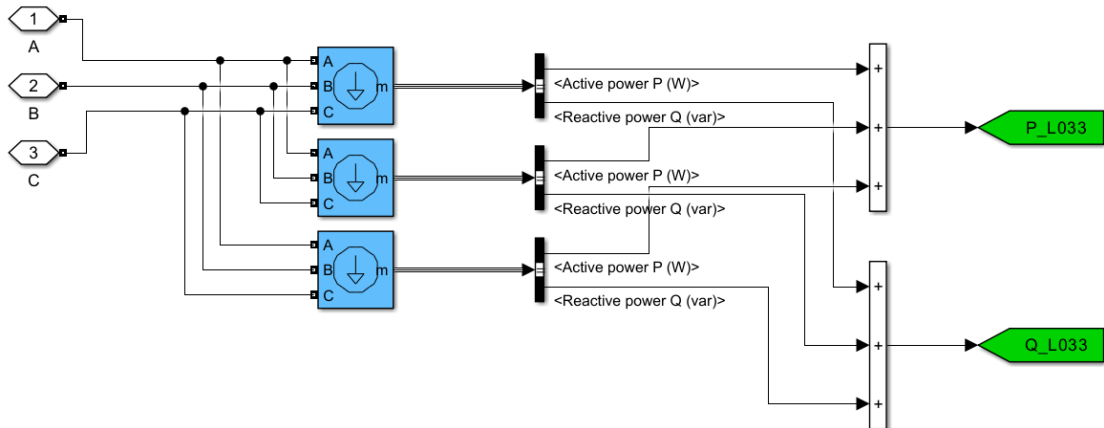 1
A
2
B
3
C
A
B
C
m
<Active power P (W)>
<Reactive power Q (var)>
A
B
C
m
<Active power P (W)>
<Reactive power Q (var)>
A
B
C
m
<Active power P (W)>
<Reactive power Q (var)>
+
+
+
P_L033
+
+
+
Q_L033